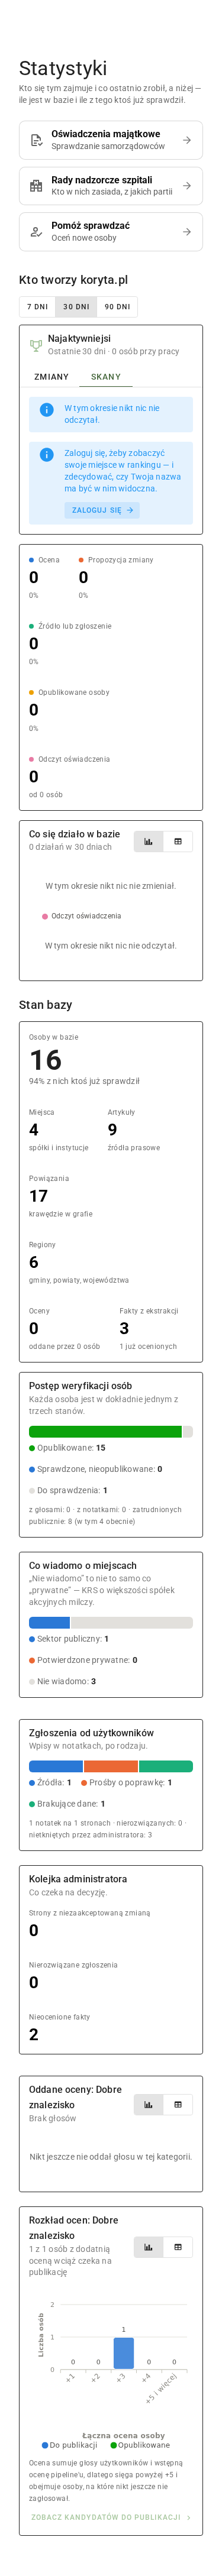 Statystyki
Kto się tym zajmuje i co ostatnio zrobił, a niżej —
ile jest w bazie i ile z tego ktoś już sprawdził.
Oświadczenia majątkowe
Sprawdzanie samorządowców
Rady nadzorcze szpitali
Kto w nich zasiada, z jakich partii
Pomóż sprawdzać
Oceń nowe osoby
Kto tworzy koryta.pl
7 DNI
30 DNI
90 DNI
Najaktywniejsi
Ostatnie 30 dni · 0 osób przy pracy
ZMIANY
SKANY
W tym okresie nikt nic nie
odczytał.
Zaloguj się, żeby zobaczyć
swoje miejsce w rankingu — i
zdecydować, czy Twoja nazwa
ma być w nim widoczna.
ZALOGUJ SIĘ
Ocena
0
0%
Propozycja zmiany
0
0%
Źródło lub zgłoszenie
0
0%
Opublikowane osoby
0
0%
Odczyt oświadczenia
0
od 0 osób
Co się działo w bazie
0 działań w 30 dniach
W tym okresie nikt nic nie zmieniał.
Odczyt oświadczenia
W tym okresie nikt nic nie odczytał.
Stan bazy
Osoby w bazie
16
94% z nich ktoś już sprawdził
Miejsca
4
spółki i instytucje
Artykuły
9
źródła prasowe
Powiązania
17
krawędzie w grafie
Regiony
6
gminy, powiaty, województwa
Oceny
0
oddane przez 0 osób
Fakty z ekstrakcji
3
1 już ocenionych
Postęp weryfikacji osób
Każda osoba jest w dokładnie jednym z
trzech stanów.
Opublikowane: 15
Sprawdzone, nieopublikowane: 0
Do sprawdzenia: 1
z głosami: 0 · z notatkami: 0 · zatrudnionych
publicznie: 8 (w tym 4 obecnie)
Co wiadomo o miejscach
„Nie wiadomo” to nie to samo co
„prywatne” — KRS o większości spółek
akcyjnych milczy.
Sektor publiczny: 1
Potwierdzone prywatne: 0
Nie wiadomo: 3
Zgłoszenia od użytkowników
Wpisy w notatkach, po rodzaju.
Źródła: 1
Prośby o poprawkę: 1
Brakujące dane: 1
1 notatek na 1 stronach · nierozwiązanych: 0 ·
nietkniętych przez administratora: 3
Kolejka administratora
Co czeka na decyzję.
Strony z niezaakceptowaną zmianą
0
Nierozwiązane zgłoszenia
0
Nieocenione fakty
2
Oddane oceny: Dobre
znalezisko
Brak głosów
Nikt jeszcze nie oddał głosu w tej kategorii.
Rozkład ocen: Dobre
znalezisko
1 z 1 osób z dodatnią
oceną wciąż czeka na
publikację
Liczba osób
2
1
0
0
0
1
0
0
+1
+2
+3
+4
+5 i więcej
Łączna ocena osoby
Do publikacji
Opublikowane
Ocena sumuje głosy użytkowników i wstępną
ocenę pipeline'u, dlatego sięga powyżej +5 i
obejmuje osoby, na które nikt jeszcze nie
zagłosował.
ZOBACZ KANDYDATÓW DO PUBLIKACJI